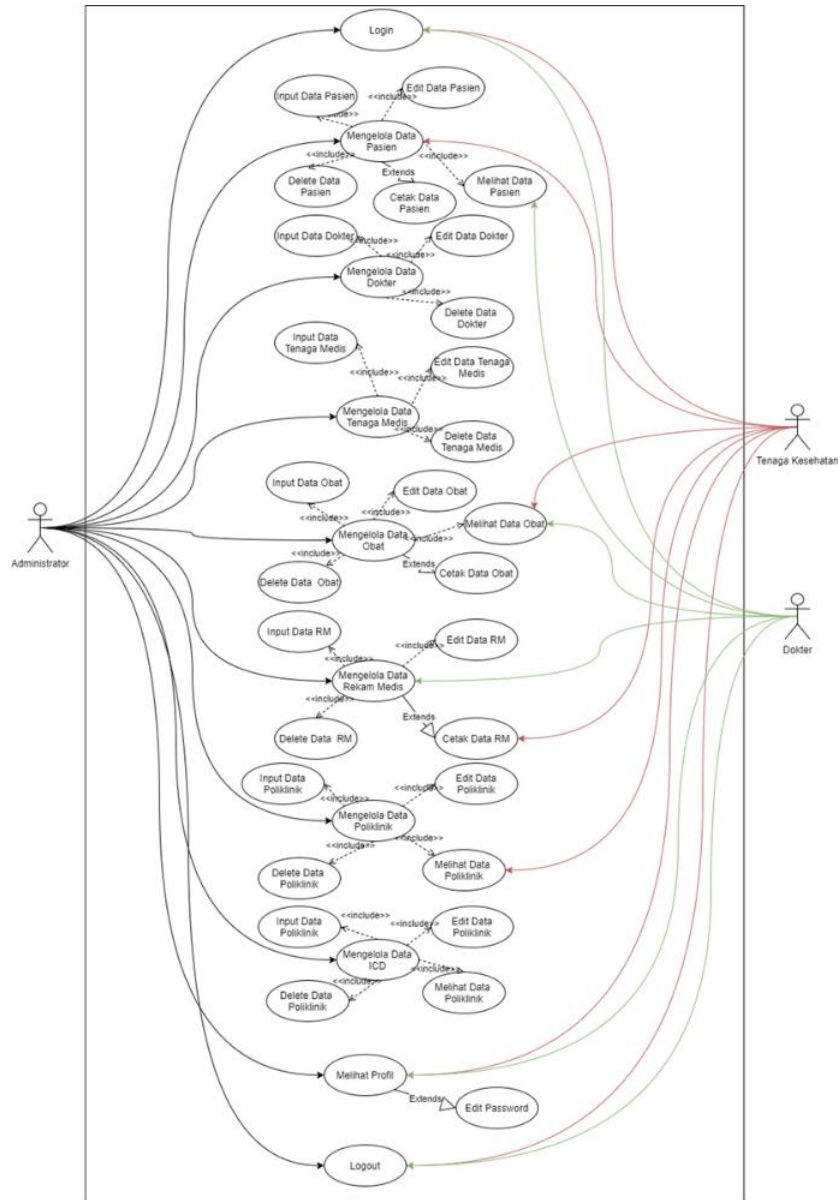 Login
Input Data Pasien
Edit Data Pasien
<<include>>
<<include>>
Mengelola Data
Pasien
<<include>>
<<include>>
Delete Data
Pasien
Extends
Cetak Data
Pasien
Melihat Data
Pasien
Input Data Dokter
<<include>>
<<include>>
Edit Data Dokter
Mengelola Data
Dokter
<<include>>
Delete Data
Dokter
Input Data
Tenaga Medis
<<include>>
<<include>>
Edit Data Tenaga
Medis
Mengelola Data
Tenaga Medis
<<include>>
Delete Data
Tenaga Medis
Tenaga Kesehatan
Input Data Obat
Edit Data Obat
<<include>>
<<include>>
Mengelola Data
Obat
<<include>>
Melihat Data Obat
<<include>>
Extends
Delete Data Obat
Cetak Data Obat
Administrator
Input Data RM
<<include>>
<<include>>
Edit Data RM
Dokter
Mengelola Data
Rekam Medis
<<include>>
Extends
Delete Data RM
Cetak Data RM
Input Data
Poliklinik
<<include>>
<<include>>
Edit Data
Poliklinik
Mengelola Data
Poliklinik
<<include>>
<<include>>
Delete Data
Poliklinik
Melihat Data
Poliklinik
Input Data
Poliklinik
<<include>>
<<include>>
Edit Data
Poliklinik
Mengelola Data
ICD
<<include>>
<<include>>
Delete Data
Poliklinik
Melihat Data
Poliklinik
Melihat Profil
Extends
Edit Password
Logout